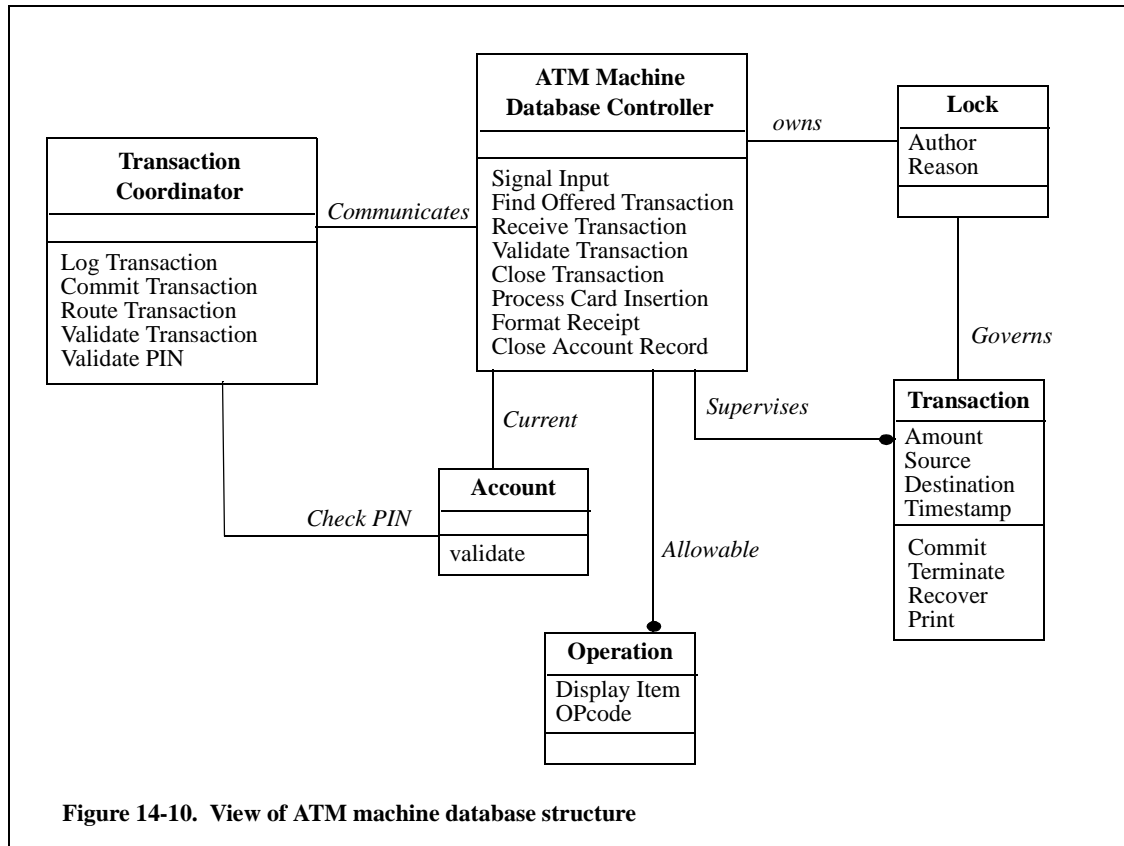 ATM Machine
Database Controller
Signal Input
Find Offered Transaction
Receive Transaction
Validate Transaction
Close Transaction
Process Card Insertion
Format Receipt
Close Account Record
owns
Lock
Author
Reason
Transaction
Coordinator
Log Transaction
Commit Transaction
Route Transaction
Validate Transaction
Validate PIN
Communicates
Governs
Supervises
Transaction
Amount
Source
Destination
Timestamp
Commit
Terminate
Recover
Print
Current
Account
validate
Check PIN
Allowable
Operation
Display Item
OPcode
Figure 14-10. View of ATM machine database structure